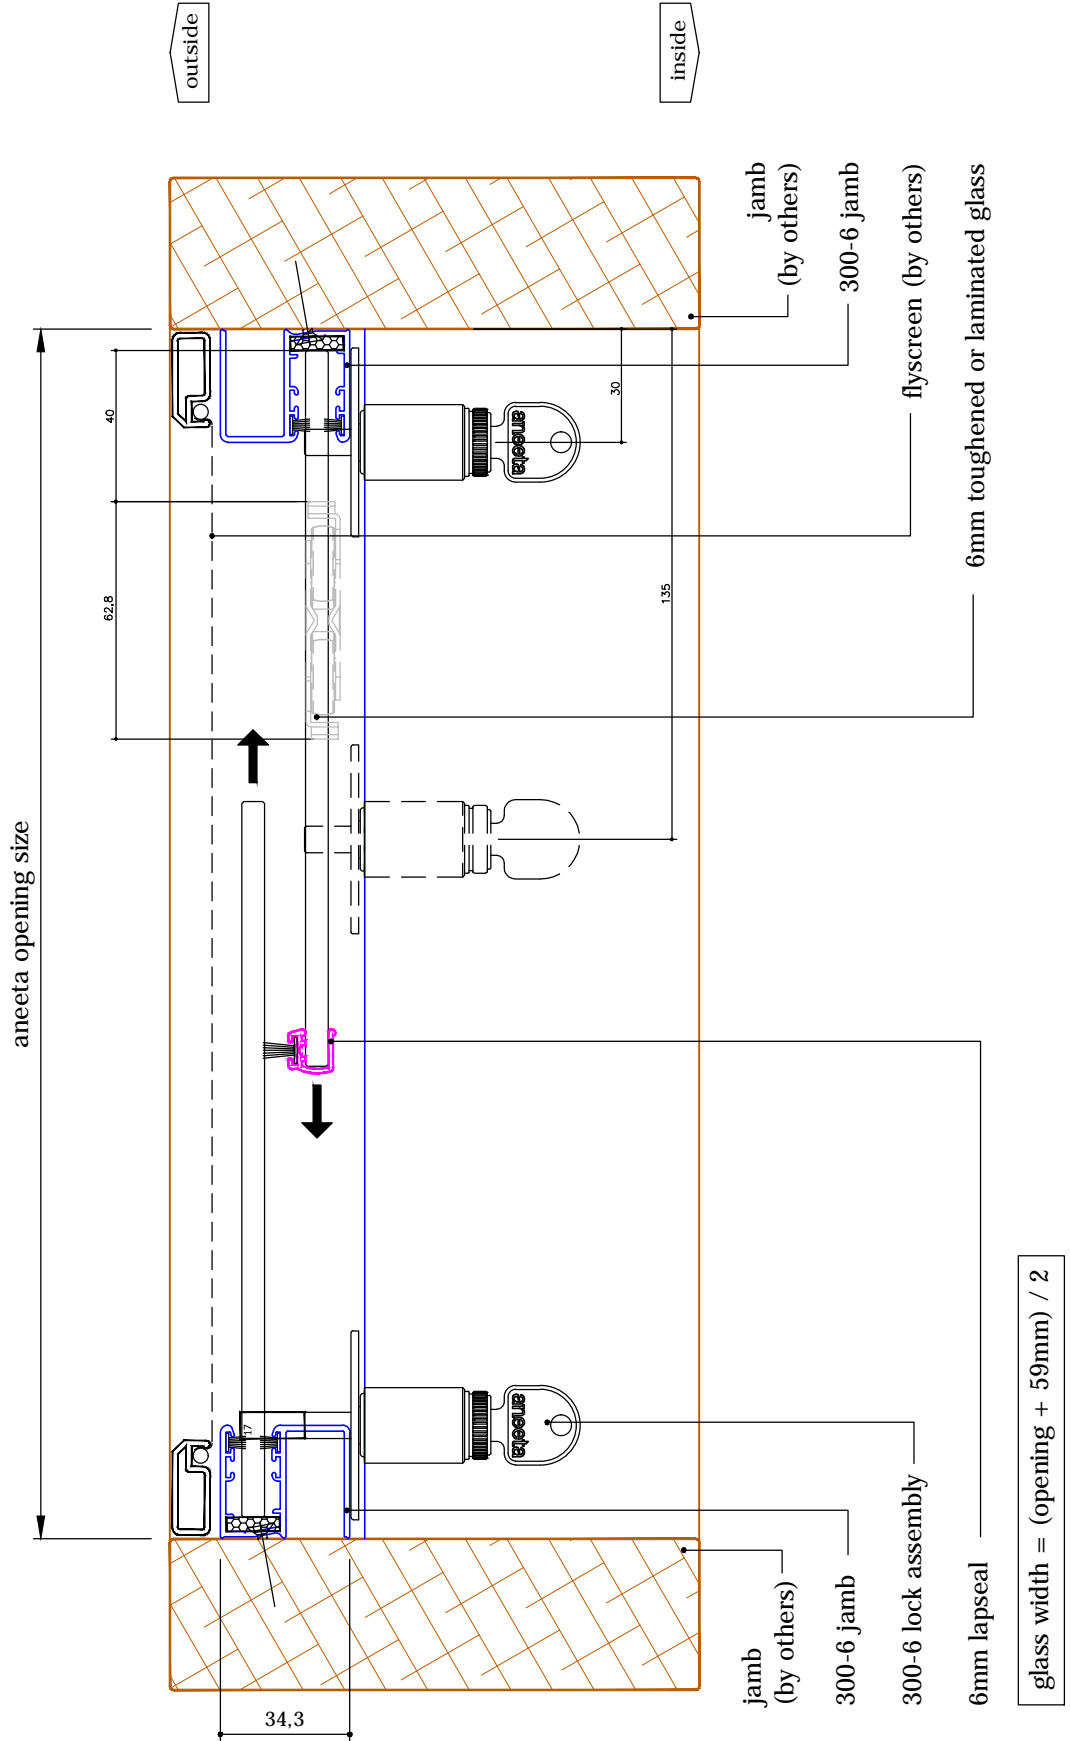 outside
inside
jamb
(by others)
300-6 jamb
flyscreen (by others)
6mm toughened or laminated glass
40
30
aneeta
62,8
135
aneeta opening size
17
aneeta
jamb
(by others)
300-6 jamb
300-6 lock assembly
6mm lapseal
glass width = (opening + 59mm) / 2
34,3